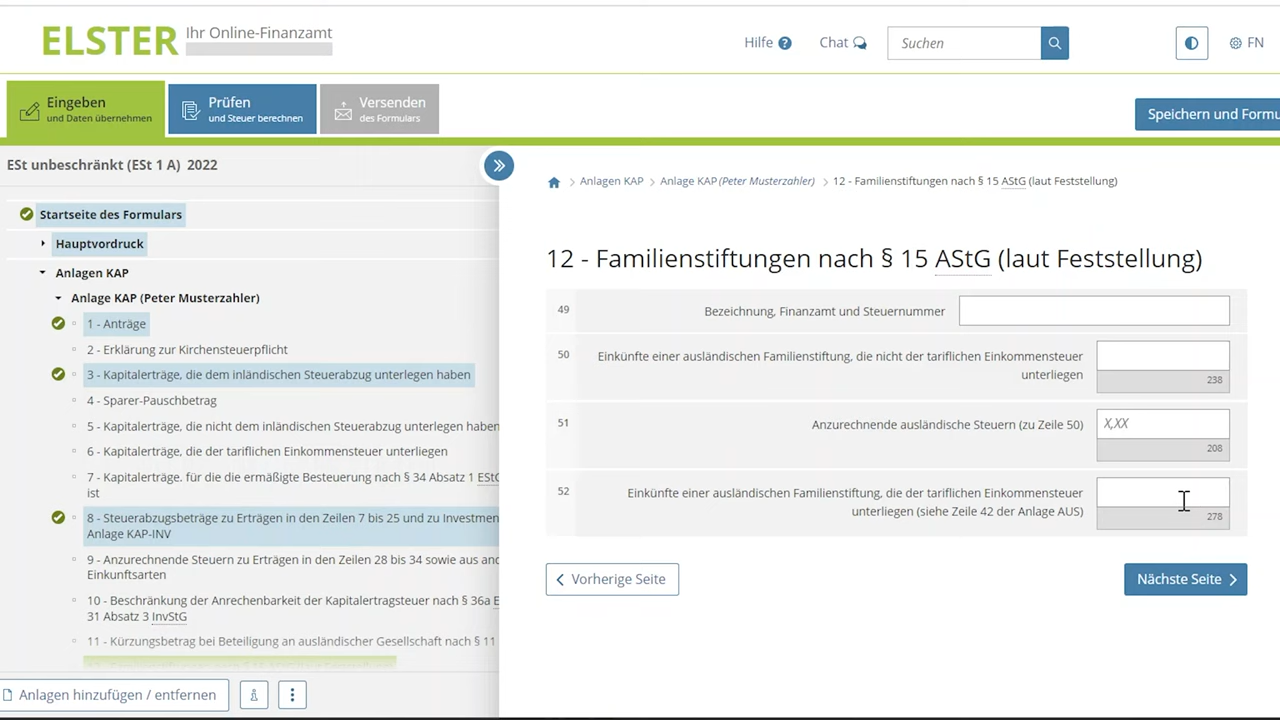 ELSTER Ihr Online-Finanzamt
Hilfe ? Chat Suchen FN
Eingeben
und Daten übernehmen
Prüfen
und Steuer berechnen
Versenden
des Formulars
Speichern und Formu
ESt unbeschränkt (ESt 1 A) 2022
Startseite des Formulars
Hauptvordruck
Anlagen KAP
Anlage KAP (Peter Musterzahler)
1 - Anträge
2 - Erklärung zur Kirchensteuerpflicht
3 - Kapitalerträge, die dem inländischen Steuerabzug unterlegen haben
4 - Sparer-Pauschbetrag
5 - Kapitalerträge, die nicht dem inländischen Steuerabzug unterlegen haben
6 - Kapitalerträge, die der tariflichen Einkommensteuer unterliegen
7 - Kapitalerträge. für die die ermäßigte Besteuerung nach § 34 Absatz 1 EStG
ist
8 - Steuerabzugsbeträge zu Erträgen in den Zeilen 7 bis 25 und zu Investmen
Anlage KAP-INV
9 - Anzurechnende Steuern zu Erträgen in den Zeilen 28 bis 34 sowie aus and
Einkunftsarten
10 - Beschränkung der Anrechenbarkeit der Kapitalertragsteuer nach § 36a E
31 Absatz 3 InvStG
11 - Kürzungsbetrag bei Beteiligung an ausländischer Gesellschaft nach § 11
Anlagen hinzufügen / entfernen
Anlagen KAP Anlage KAP (Peter Musterzahler) 12 - Familienstiftungen nach § 15 AStG (laut Feststellung)
12 - Familienstiftungen nach § 15 AStG (laut Feststellung)
49 Bezeichnung, Finanzamt und Steuernummer
50 Einkünfte einer ausländischen Familienstiftung, die nicht der tariflichen Einkommensteuer
unterliegen
238
51 Anzurechnende ausländische Steuern (zu Zeile 50) X,XX
208
52 Einkünfte einer ausländischen Familienstiftung, die der tariflichen Einkommensteuer
unterliegen (siehe Zeile 42 der Anlage AUS)
278
Vorherige Seite
Nächste Seite